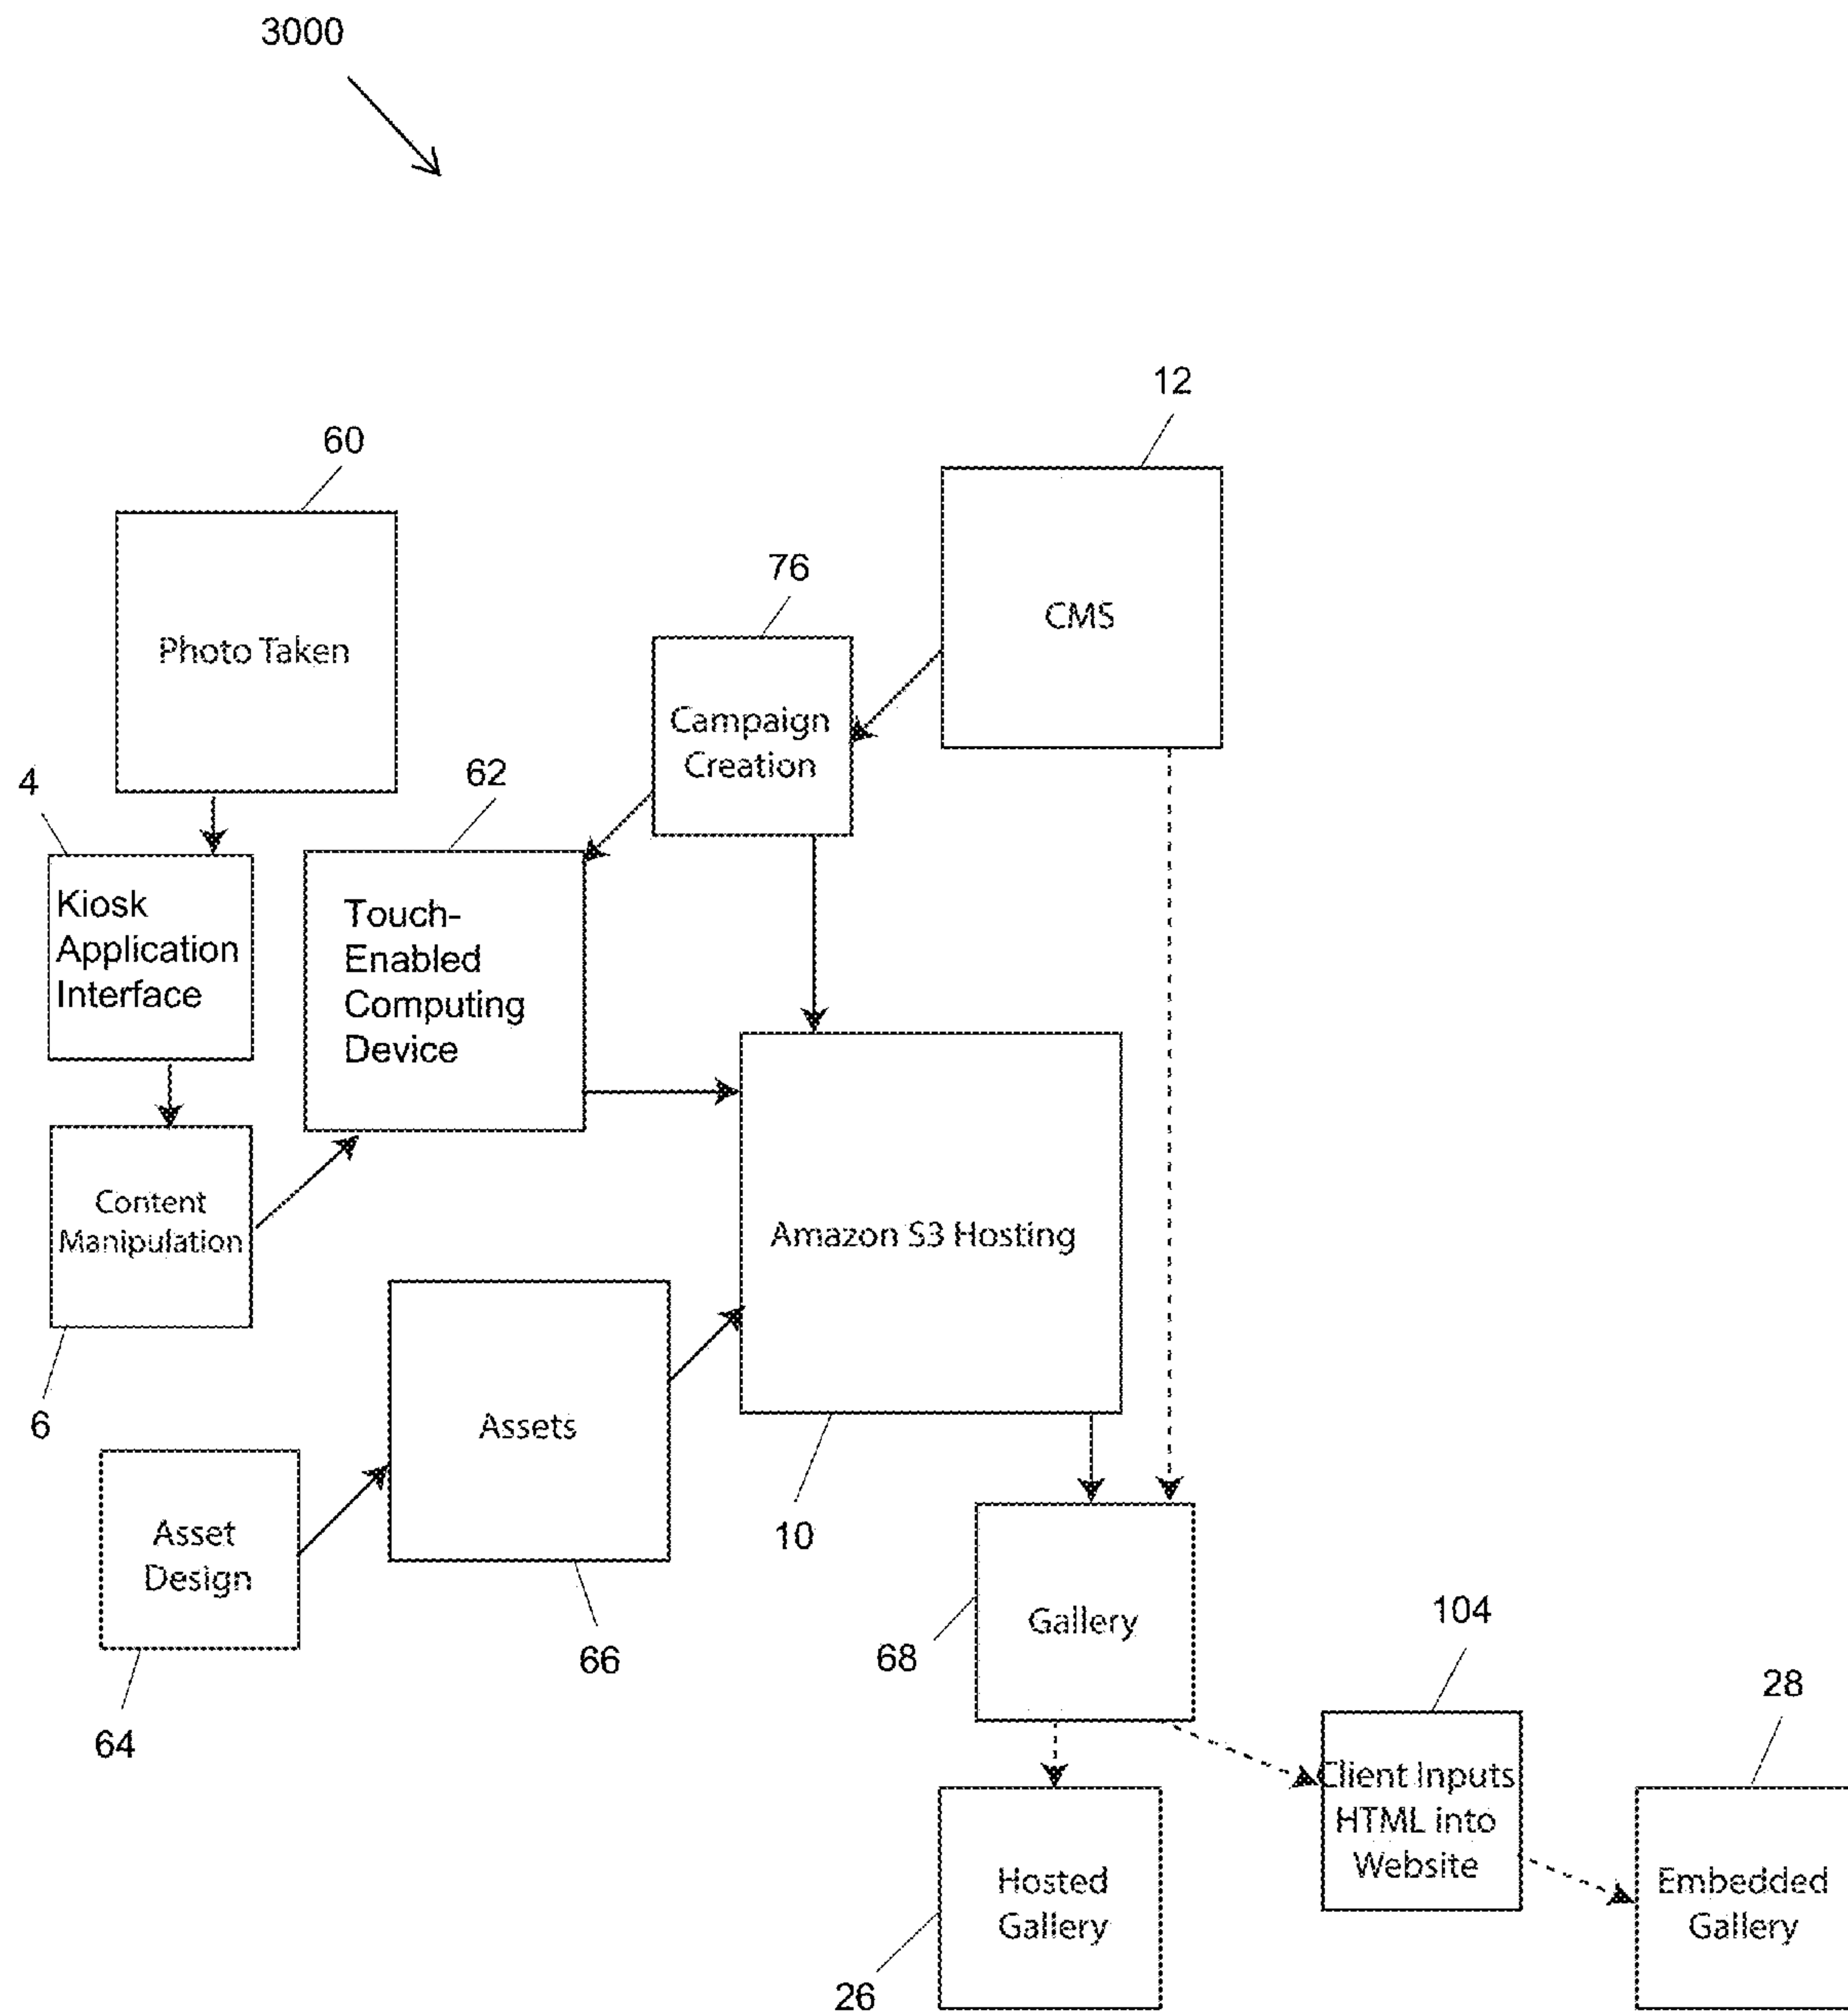 3000
12
60
76
CMS
Photo Taken
Campaign
Creation
4
62
Kiosk
Application
Interface
Touch-
Enabled
Computing
Device
Content
Manipulation
Amazon S3 Hosting
6
Assets
Asset
Design
10
66
64
Gallery
68
104
28
Client Inputs
HTML into
Website
Hosted
Gallery
Embedded
Gallery
26